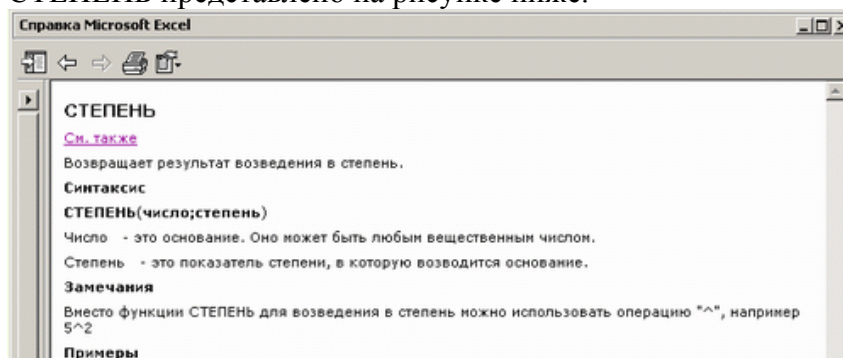 СТЕПЕНЬ представлено на рисунке ниже.
Справка Microsoft Excel
СТЕПЕНЬ
См. также
Возвращает результат возведения в степень.
Синтаксис
СТЕПЕНЬ(число;степень)
Число - это основание. Оно может быть любым вещественным числом.
Степень - это показатель степени, в которую возводится основание.
Замечания
Вместо функции СТЕПЕНЬ для возведения в степень можно использовать операцию "^", например
5^2
Примеры